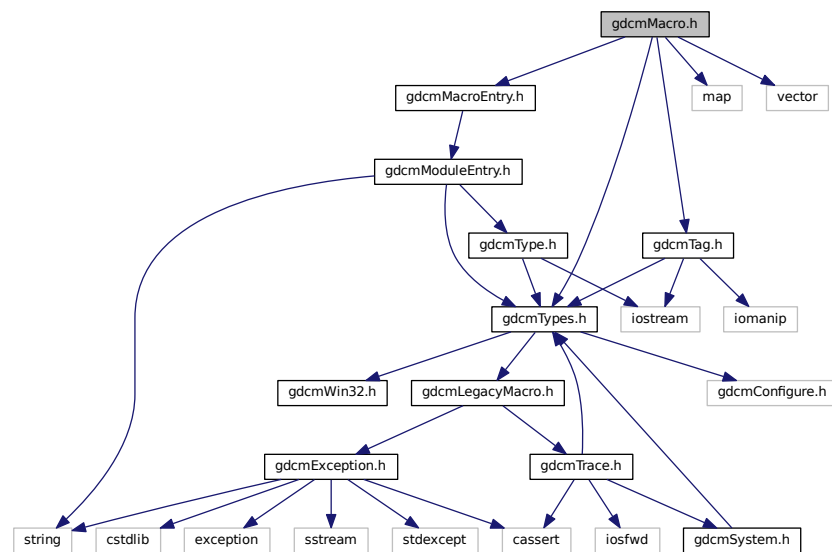 gdcmMacro.h
gdcmMacroEntry.h
map
vector
gdcmModuleEntry.h
gdcmType.h
gdcmTag.h
gdcmTypes.h
iostream
iomanip
gdcmWin32.h
gdcmLegacyMacro.h
gdcmConfigure.h
gdcmException.h
gdcmTrace.h
string
cstdlib
exception
sstream
stdexcept
cassert
iosfwd
gdcmSystem.h